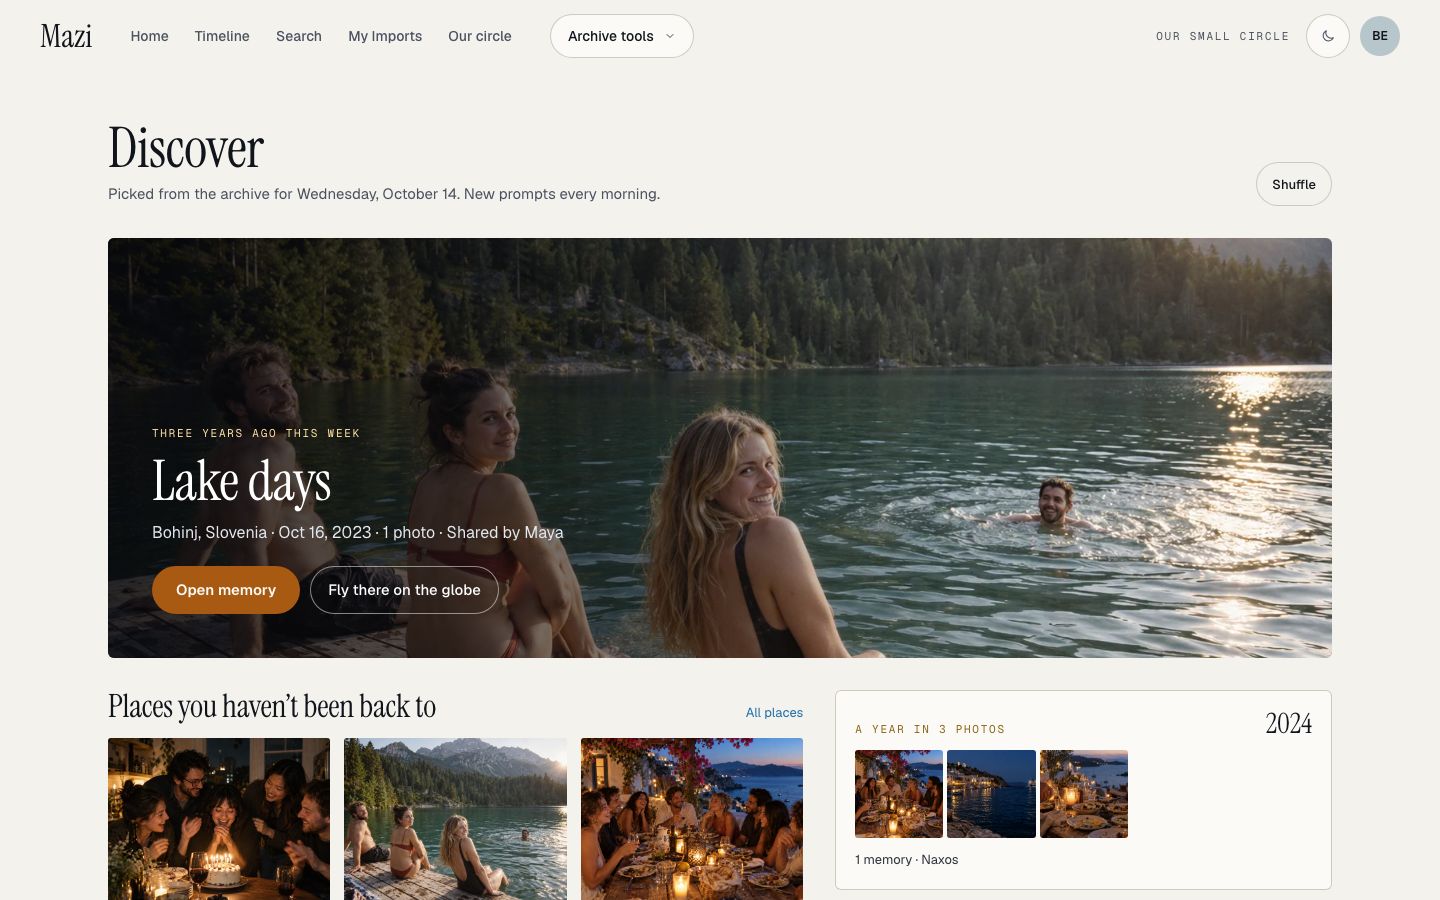 Mazi
Home
Timeline
Search
My Imports
Our circle
Archive tools
OUR SMALL CIRCLE
BE
Discover
Picked from the archive for Wednesday, October 14. New prompts every morning.
Shuffle
THREE YEARS AGO THIS WEEK
Lake days
Bohinj, Slovenia · Oct 16, 2023 · 1 photo · Shared by Maya
Open memory
Fly there on the globe
Places you haven’t been back to
All places
A YEAR IN 3 PHOTOS
2024
1 memory · Naxos